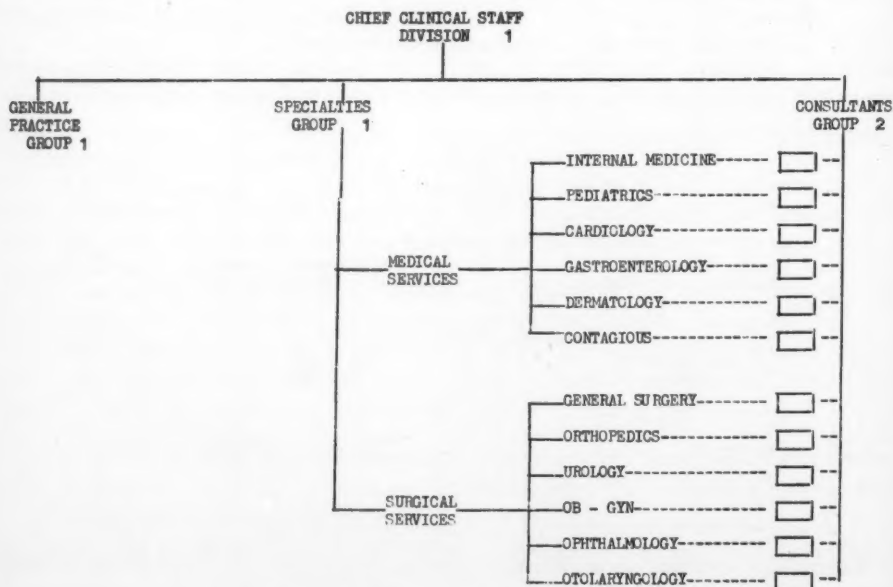 CHIEF CLINICAL STAFF
DIVISION 1
GENERAL
PRACTICE
GROUP 1
SPECIALTIES
GROUP 1
CONSULTANTS
GROUP 2
MEDICAL
SERVICES
INTERNAL MEDICINE
PEDIATRICS
CARDIOLOGY
GASTROENTEROLOGY
DERMATOLOGY
CONTAGIOUS
SURGICAL
SERVICES
GENERAL SURGERY
ORTHOPEDICS
UROLOGY
OB - GYN
OPHTHALMOLOGY
OTOLARYNGOLOGY